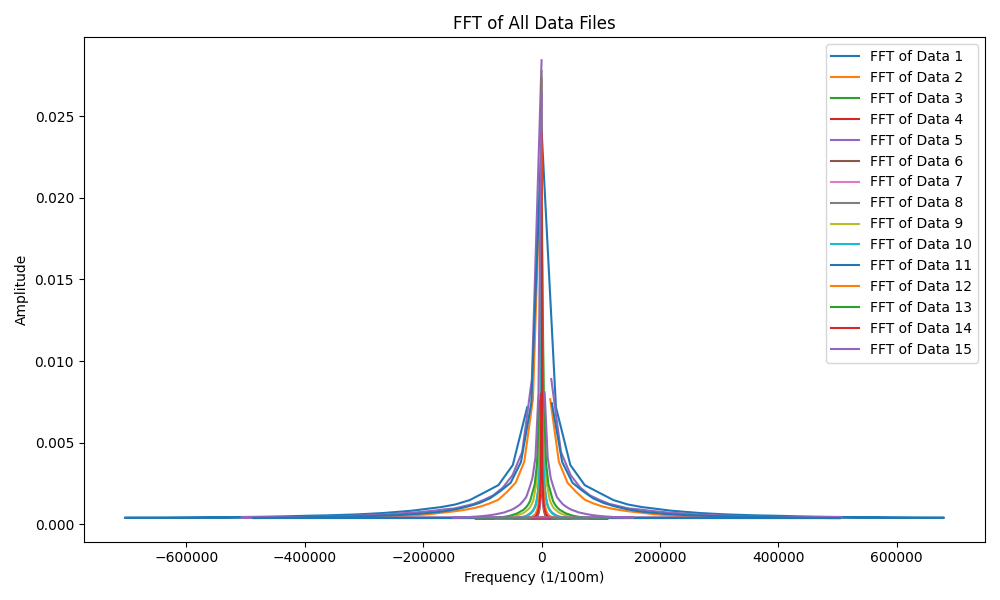 FFT of All Data Files
FFT of Data 1
FFT of Data 2
FFT of Data 3
FFT of Data 4
FFT of Data 5
FFT of Data 6
FFT of Data 7
FFT of Data 8
FFT of Data 9
FFT of Data 10
FFT of Data 11
FFT of Data 12
FFT of Data 13
FFT of Data 14
FFT of Data 15
Amplitude
0.025
0.020
0.015
0.010
0.005
0.000
−600000 −400000 −200000 0 200000 400000 600000
Frequency (1/100m)